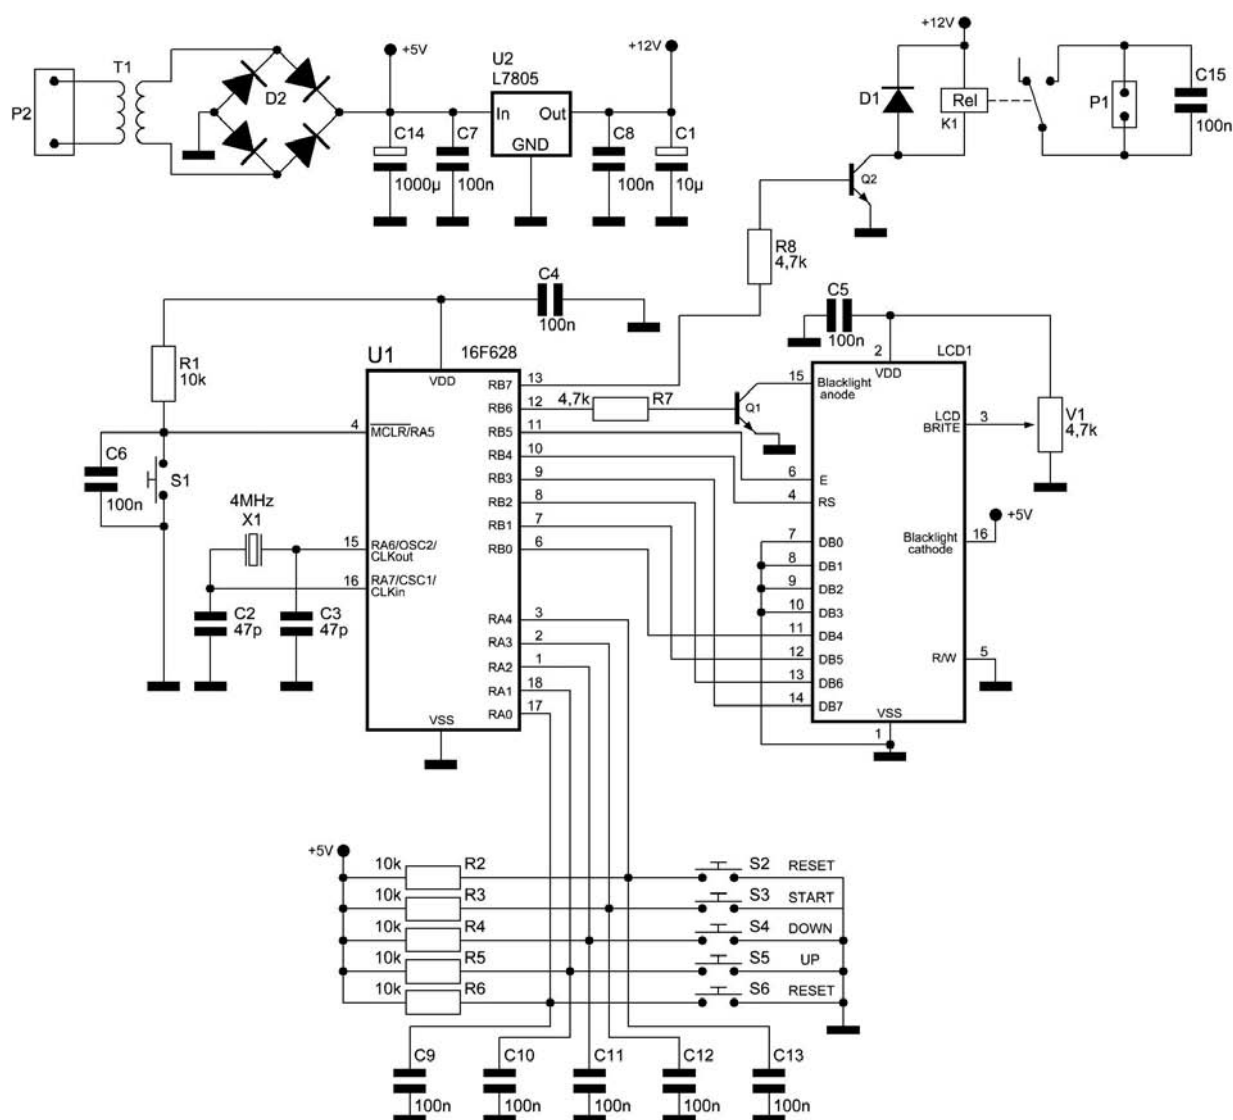 T1
P2
D2
+5V
U2
L7805
In
Out
GND
+12V
C14
1000µ
C7
100n
C8
100n
C1
10µ
+12V
D1
Rel
K1
P1
C15
100n
Q2
R8
4,7k
C4
100n
C5
100n
R1
10k
U1
16F628
VDD
4
MCLR/RA5
C6
100n
S1
4MHz
X1
15
RA6/OSC2/
CLKout
16
RA7/CSC1/
CLKin
C2
47p
C3
47p
RB7 13
RB6 12
RB5 11
RB4 10
RB3 9
RB2 8
RB1 7
RB0 6
RA4 3
RA3 2
RA2 1
RA1 18
RA0 17
VSS
4,7k R7
Q1
2 LCD1
VDD
15 Blacklight
anode
LCD
BRITE
3
V1
4,7k
6 E
4 RS
+5V
Blacklight
cathode
16
7 DB0
8 DB1
9 DB2
10 DB3
11 DB4
12 DB5
13 DB6
14 DB7
R/W 5
VSS
1
+5V
10k R2 S2 RESET
10k R3 S3 START
10k R4 S4 DOWN
10k R5 S5 UP
10k R6 S6 RESET
C9 C10 C11 C12 C13
100n 100n 100n 100n 100n